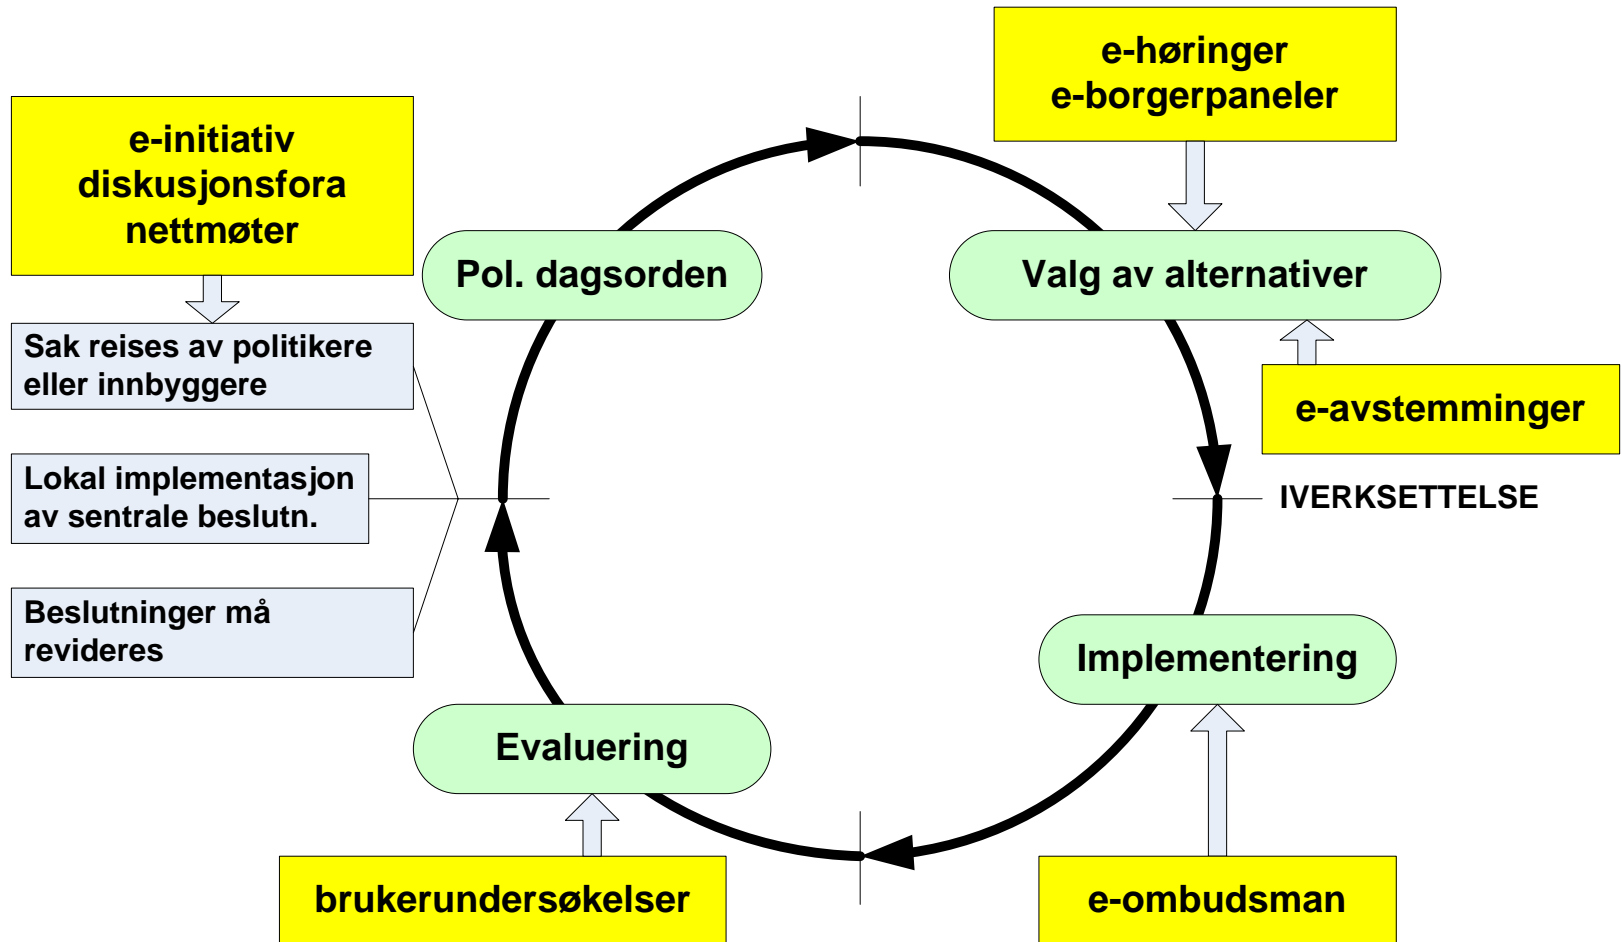 e-høringer
e-borgerpaneler
e-initiativ
diskusjonsfora
nettmøter
Pol. dagsorden
Valg av alternativer
Sak reises av politikere
eller innbyggere
e-avstemminger
Lokal implementasjon
av sentrale beslutn.
IVERKSETTELSE
Beslutninger må
revideres
Implementering
Evaluering
brukerundersøkelser
e-ombudsman